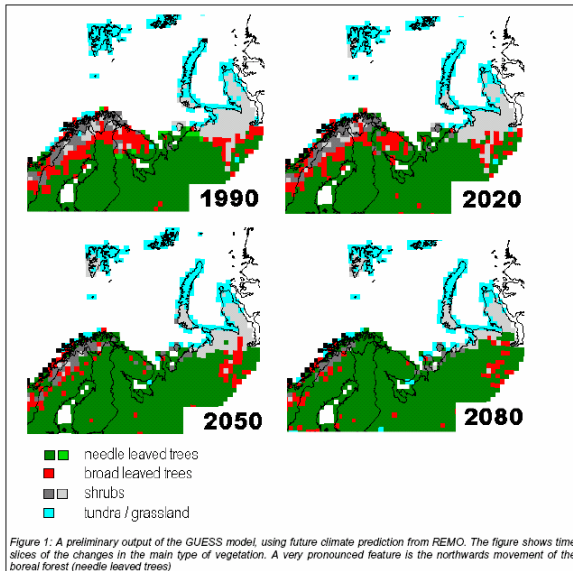 1990
2020
2050
2080
needle leaved trees
broad leaved trees
shrubs
tundra / grassland
Figure 1: A preliminary output of the GUESS model, using future climate prediction from REMO. The figure shows time
slices of the changes in the main type of vegetation. A very pronounced feature is the northwards movement of the
boreal forest (needle leaved trees)